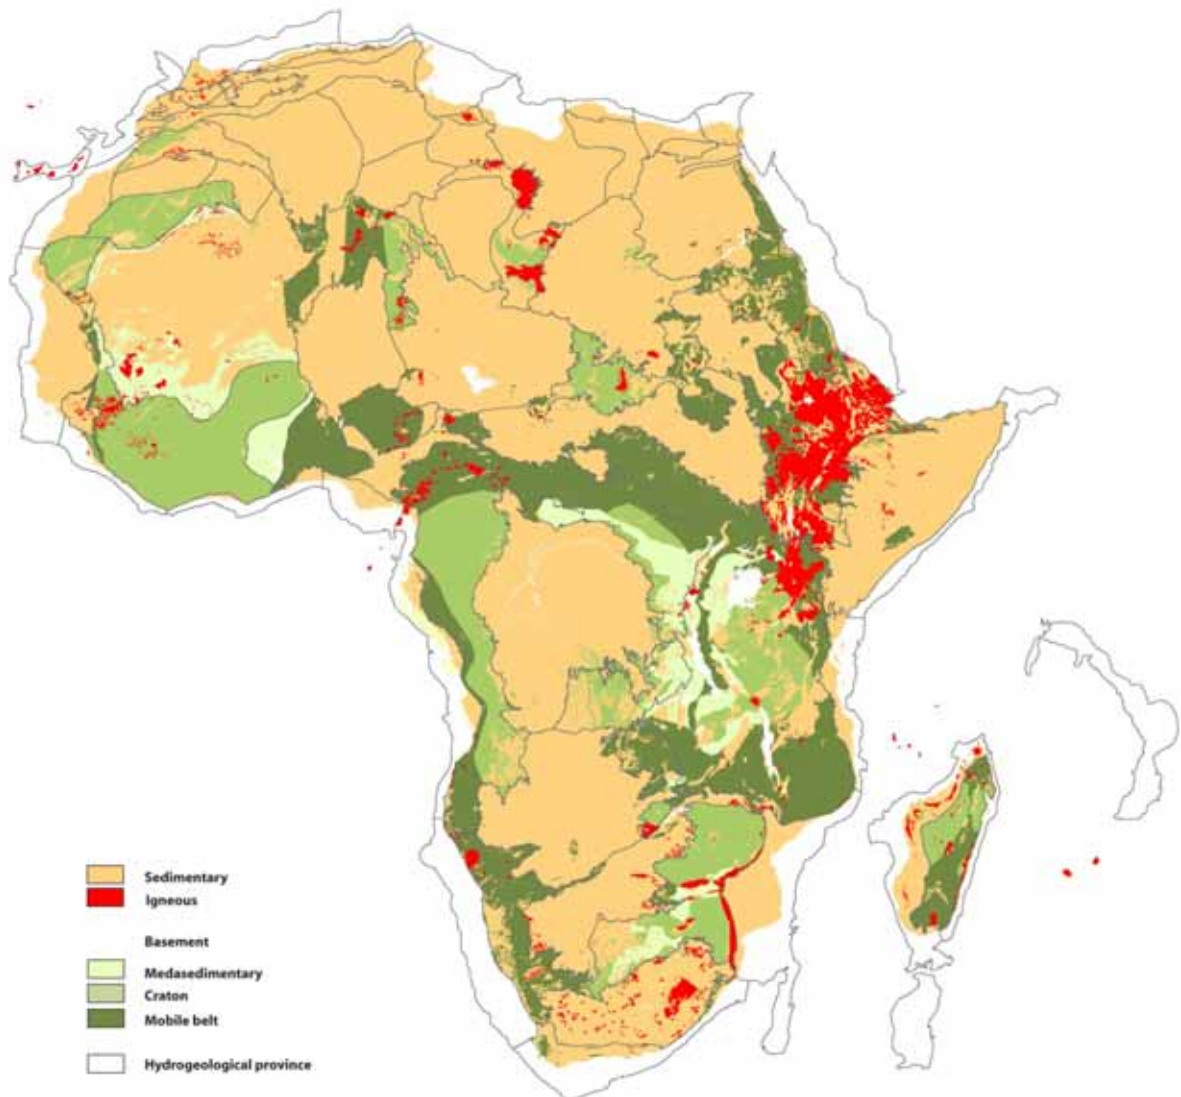 Sedimentary
Igneous
Basement
Medasedimentary
Craton
Mobile belt
Hydrogeological province